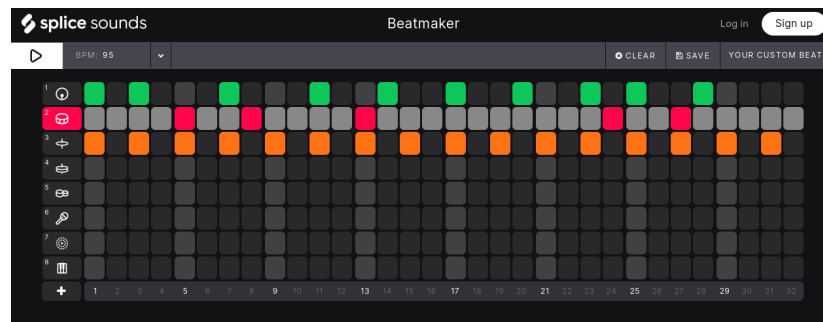 splice sounds Beatmaker Log in Sign up
BPM: 95 CLEAR SAVE YOUR CUSTOM BEAT
1
2
3
4
5
6
7
8
+ 1 2 3 4 5 6 7 8 9 10 11 12 13 14 15 16 17 18 19 20 21 22 23 24 25 26 27 28 29 30 31 32